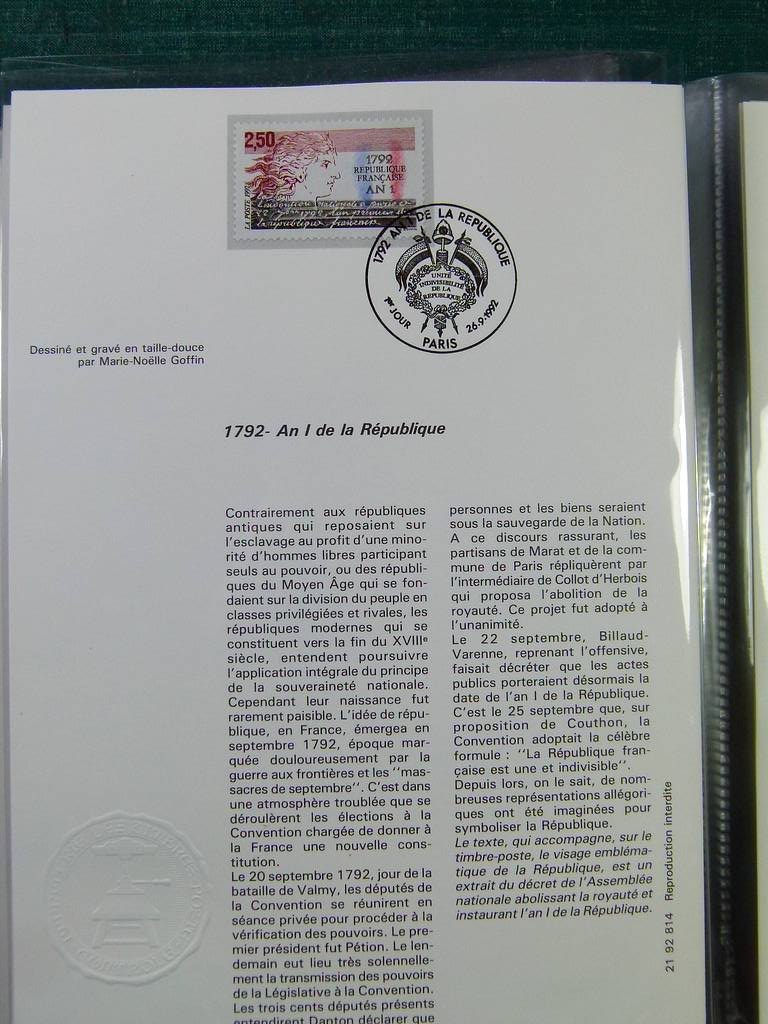 2,50
1792
REPUBLIQUE
FRANÇAISE
AN 1
LA POSTE 1992
1792 AN I DE LA REPUBLIQUE
UNITÉ
INDIVISIBILITÉ
DE LA
REPUBLIQUE
1er JOUR
26.9.1992
PARIS
Dessiné et gravé en taille-douce
par Marie-Noëlle Goffin
1792- An I de la République
Contrairement aux républiques
antiques qui reposaient sur
l'esclavage au profit d'une mino-
rité d'hommes libres participant
seuls au pouvoir, ou des républi-
ques du Moyen Âge qui se fon-
daient sur la division du peuple en
classes privilégiées et rivales, les
républiques modernes qui se
constituent vers la fin du XVIIIe
siècle, entendent poursuivre
l'application intégrale du principe
de la souveraineté nationale.
Cependant leur naissance fut
rarement paisible. L'idée de répu-
blique, en France, émergea en
septembre 1792, époque mar-
quée douloureusement par la
guerre aux frontières et les ''mas-
sacres de septembre''. C'est dans
une atmosphère troublée que se
déroulèrent les élections à la
Convention chargée de donner à
la France une nouvelle cons-
titution.
Le 20 septembre 1792, jour de la
bataille de Valmy, les députés de
la Convention se réunirent en
séance privée pour procéder à la
vérification des pouvoirs. Le pre-
mier président fut Pétion. Le len-
demain eut lieu très solennelle-
ment la transmission des pouvoirs
de la Législative à la Convention.
Les trois cents députés présents
entendirent Danton déclarer que
personnes et les biens seraient
sous la sauvegarde de la Nation.
A ce discours rassurant, les
partisans de Marat et de la com-
mune de Paris répliquèrent par
l'intermédiaire de Collot d'Herbois
qui proposa l'abolition de la
royauté. Ce projet fut adopté à
l'unanimité.
Le 22 septembre, Billaud-
Varenne, reprenant l'offensive,
faisait décréter que les actes
publics porteraient désormais la
date de l'an I de la République.
C'est le 25 septembre que, sur
proposition de Couthon, la
Convention adoptait la célèbre
formule : ''La République fran-
çaise est une et indivisible''.
Depuis lors, on le sait, de nom-
breuses représentations allégori-
ques ont été imaginées pour
symboliser la République.
Le texte, qui accompagne, sur le
timbre-poste, le visage embléma-
tique de la République, est un
extrait du décret de l'Assemblée
nationale abolissant la royauté et
instaurant l'an I de la République.
21 92 814 Reproduction interdite